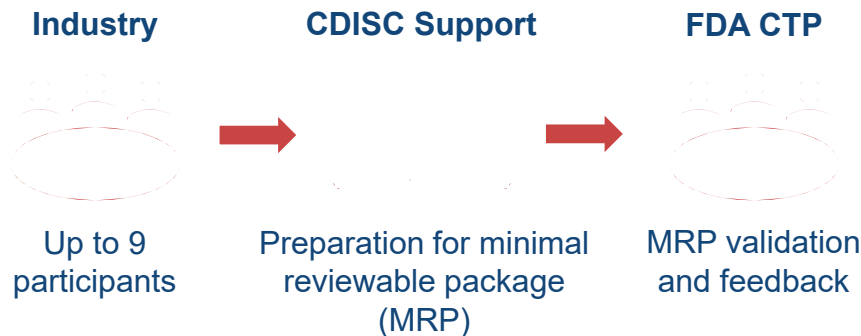 Industry
CDISC Support
FDA CTP
Up to 9
participants
Preparation for minimal
reviewable package
(MRP)
MRP validation
and feedback